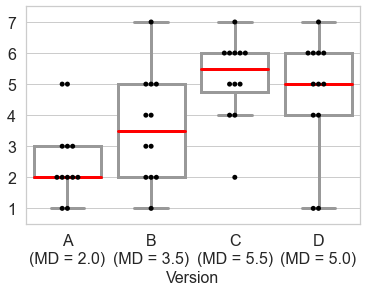 7
6
5
4
3
2
1
A B C D
(MD = 2.0) (MD = 3.5) (MD = 5.5) (MD = 5.0)
Version